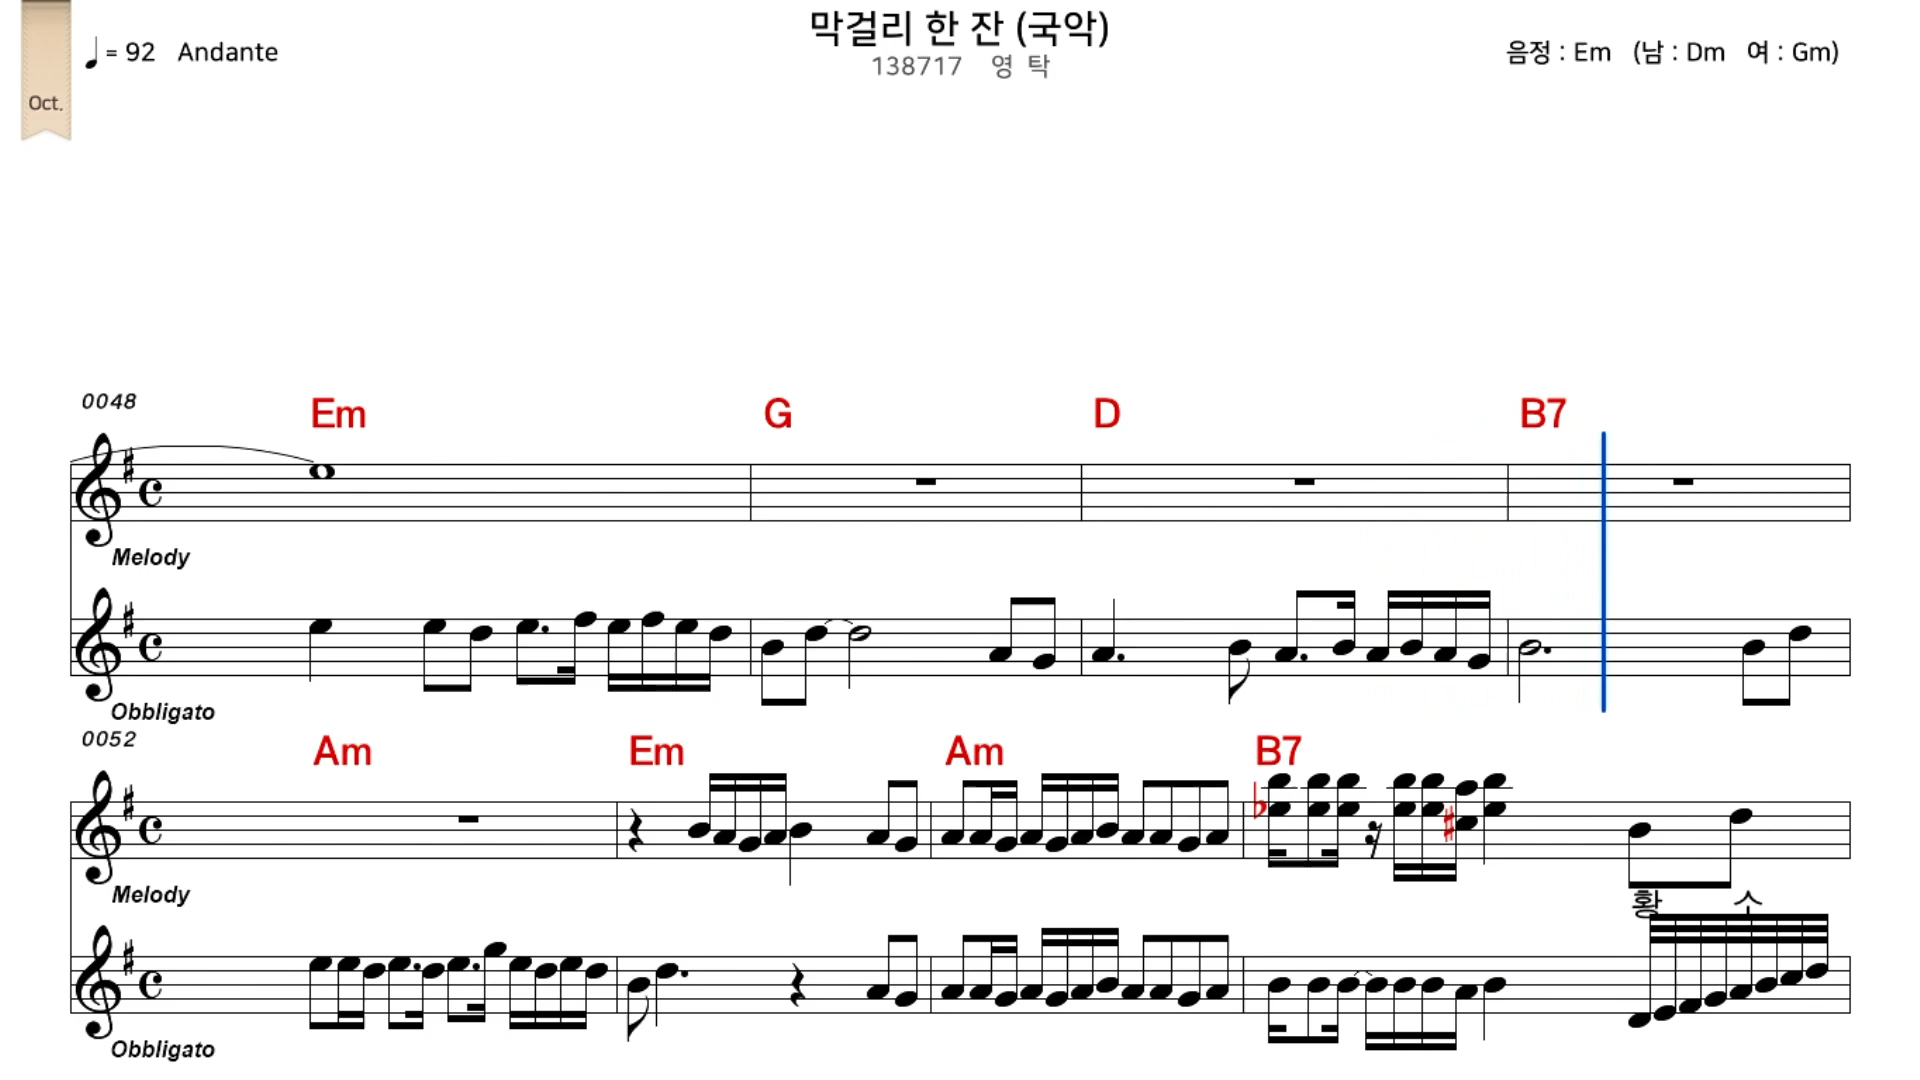 막걸리 한 잔 (국악)
♩ = 92 Andante
138717 영 탁
음정 : Em (남 : Dm 여 : Gm)
Oct.
0048
Em G D B7
Melody
Obbligato
0052
Am Em Am B7
Melody
황 소
Obbligato